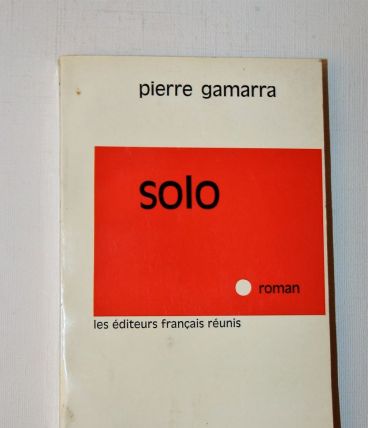 pierre gamarra
solo
roman
les éditeurs français réunis